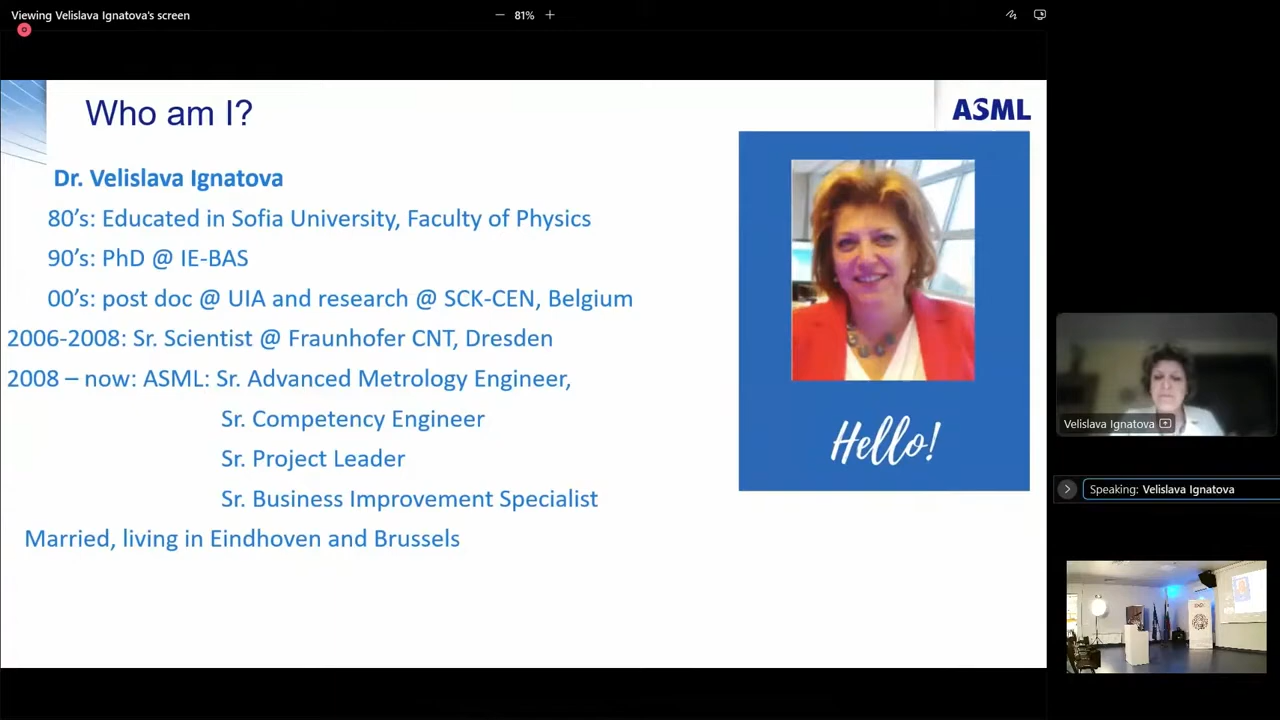 Viewing Velislava Ignatova's screen
81%
Who am I?
ASML
Dr. Velislava Ignatova
80's: Educated in Sofia University, Faculty of Physics
90's: PhD @ IE-BAS
00's: post doc @ UIA and research @ SCK-CEN, Belgium
2006-2008: Sr. Scientist @ Fraunhofer CNT, Dresden
2008 – now: ASML: Sr. Advanced Metrology Engineer,
Sr. Competency Engineer
Sr. Project Leader
Sr. Business Improvement Specialist
Married, living in Eindhoven and Brussels
Hello!
Velislava Ignatova
Speaking: Velislava Ignatova